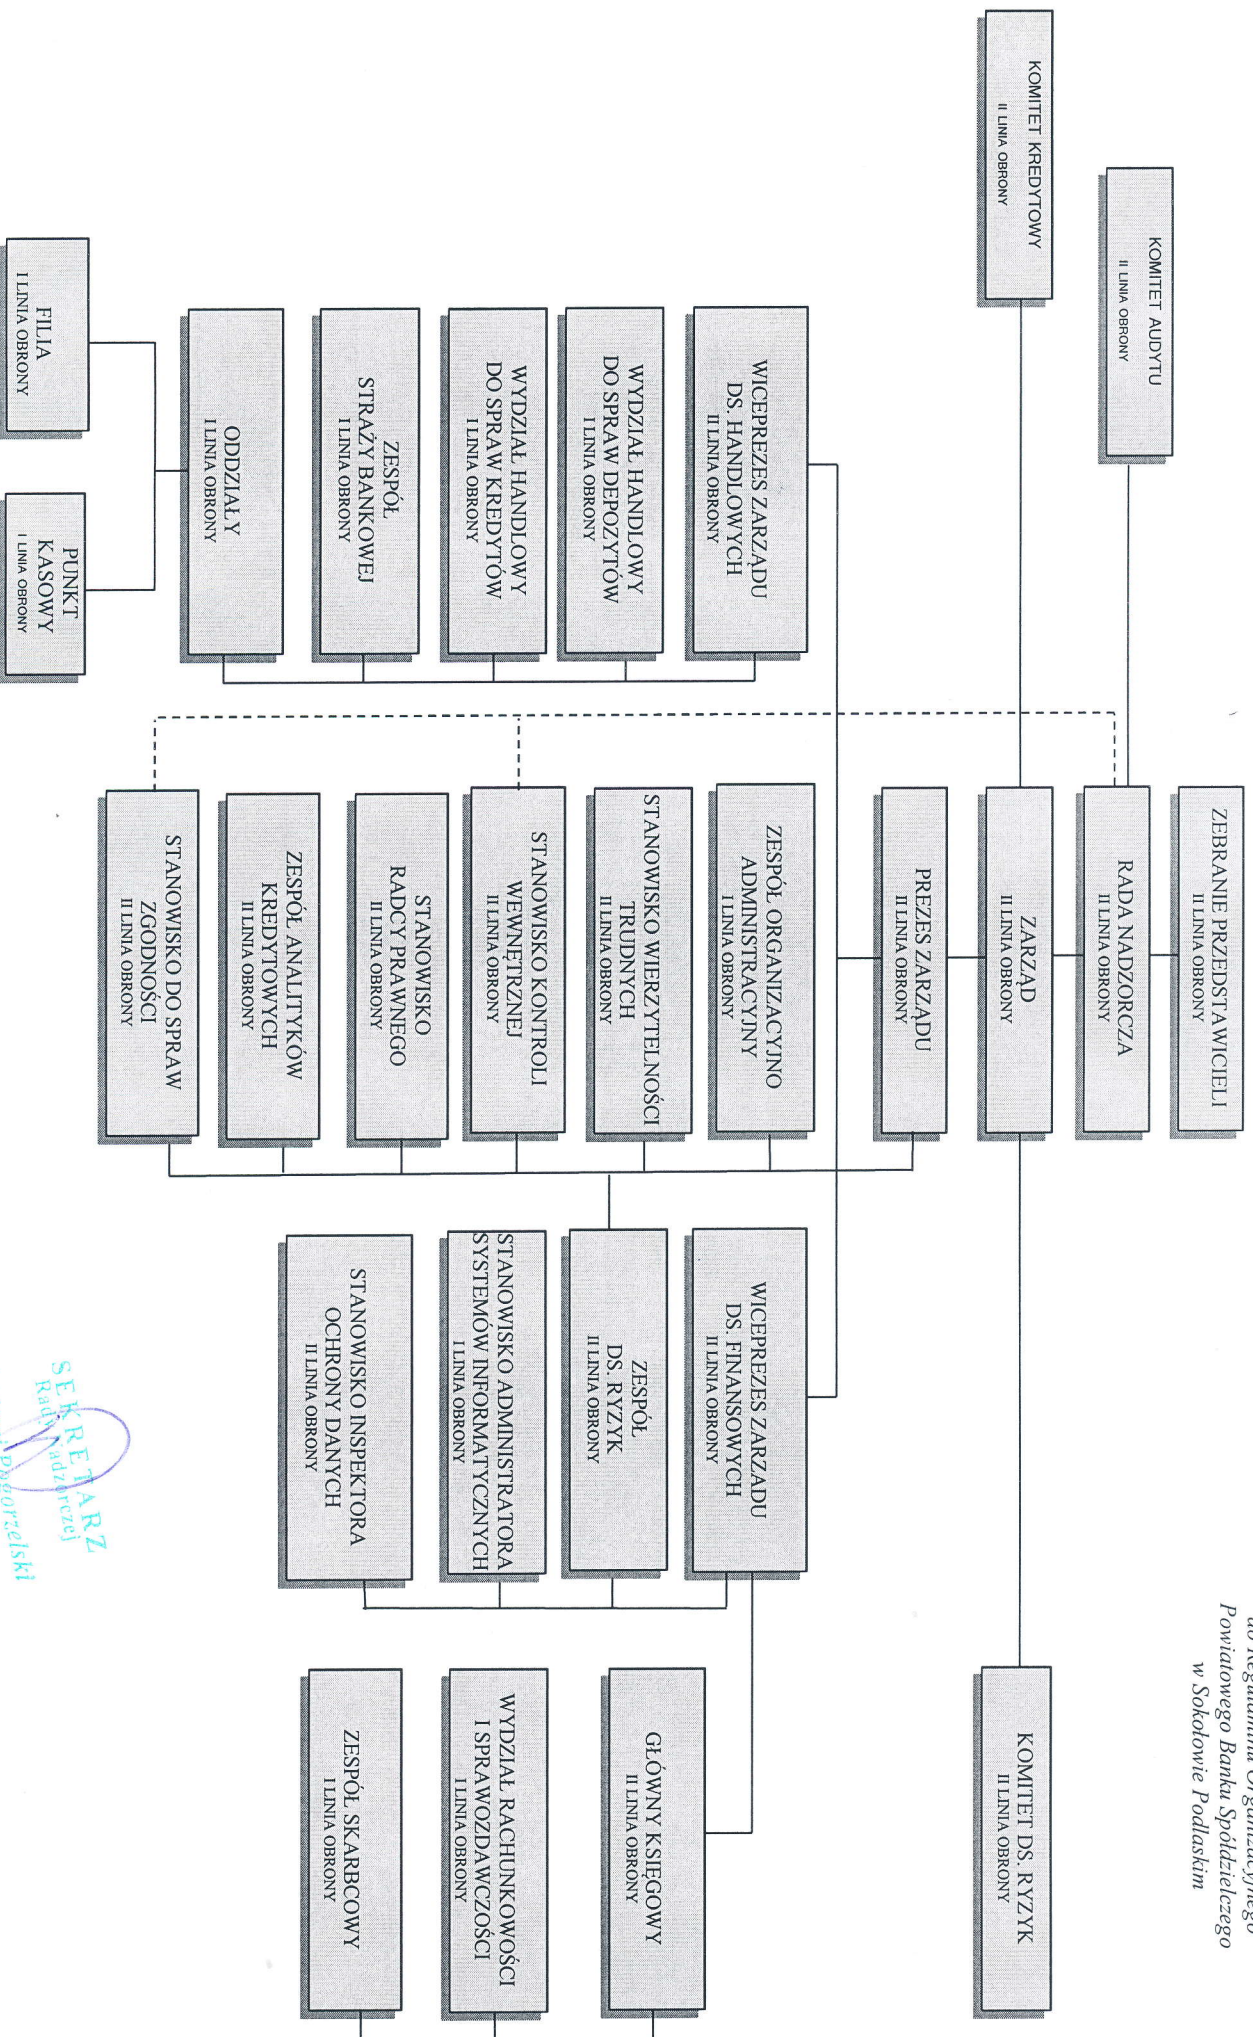 do Regulaminu Organizacyjnego
Powiatowego Banku Spółdzielczego
w Sokołowie Podlaskim
ZEBRANIE PRZEDSTAWICIELI
II LINIA OBRONY
KOMITET AUDYTU
II LINIA OBRONY
RADA NADZORCZA
II LINIA OBRONY
KOMITET KREDYTOWY
II LINIA OBRONY
ZARZĄD
II LINIA OBRONY
KOMITET DS. RYZYK
II LINIA OBRONY
PREZES ZARZĄDU
II LINIA OBRONY
WICEPREZES ZARZĄDU
DS. HANDLOWYCH
II LINIA OBRONY
WYDZIAŁ HANDLOWY
DO SPRAW DEPOZYTÓW
I LINIA OBRONY
WYDZIAŁ HANDLOWY
DO SPRAW KREDYTÓW
I LINIA OBRONY
ZESPÓŁ
STRAŻY BANKOWEJ
I LINIA OBRONY
ODDZIAŁY
I LINIA OBRONY
FILIA
I LINIA OBRONY
PUNKT
KASOWY
I LINIA OBRONY
ZESPÓŁ ORGANIZACYJNO
ADMINISTRACYJNY
I LINIA OBRONY
STANOWISKO WIERZYTELNOŚCI
TRUDNYCH
II LINIA OBRONY
STANOWISKO KONTROLI
WEWNĘTRZNEJ
II LINIA OBRONY
STANOWISKO
RADCY PRAWNEGO
II LINIA OBRONY
ZESPÓŁ ANALITYKÓW
KREDYTOWYCH
II LINIA OBRONY
STANOWISKO DO SPRAW
ZGODNOŚCI
II LINIA OBRONY
WICEPREZES ZARZADU
DS. FINANSOWYCH
II LINIA OBRONY
ZESPÓŁ
DS. RYZYK
II LINIA OBRONY
STANOWISKO ADMINISTRATORA
SYSTEMÓW INFORMATYCZNYCH
I LINIA OBRONY
STANOWISKO INSPEKTORA
OCHRONY DANYCH
II LINIA OBRONY
GŁÓWNY KSIĘGOWY
II LINIA OBRONY
WYDZIAŁ RACHUNKOWOŚCI
I SPRAWOZDAWCZOŚCI
I LINIA OBRONY
ZESPÓŁ SKARBCOWY
I LINIA OBRONY
SEKRETARZ
Rady Nadzorczej
Pogorzelski